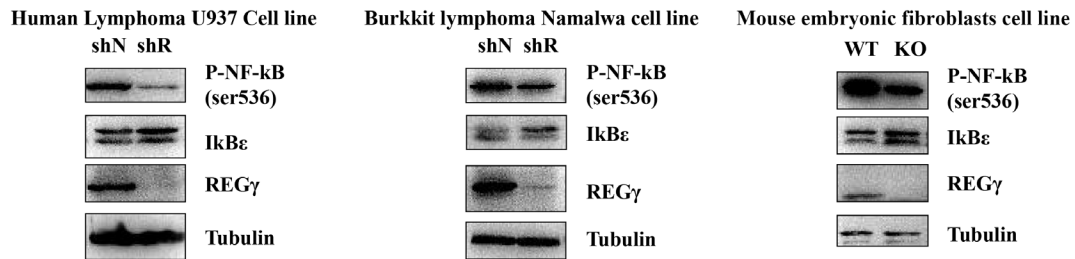 Human Lymphoma U937 Cell line
shN shR
P-NF-kB
(ser536)
IkBε
REGγ
Tubulin
Burkkit lymphoma Namalwa cell line
shN shR
P-NF-kB
(ser536)
IkBε
REGγ
Tubulin
Mouse embryonic fibroblasts cell line
WT KO
P-NF-kB
(ser536)
IkBε
REGγ
Tubulin